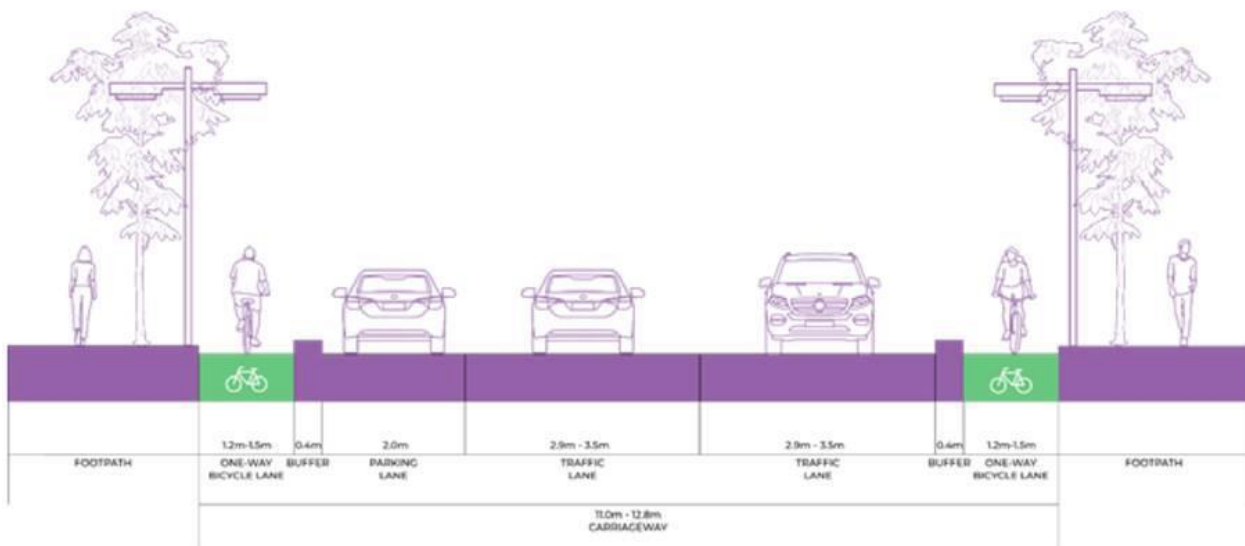 1.2m-1.5m 0.4m 2.0m 2.9m - 3.5m 2.9m - 3.5m 0.4m 1.2m-1.5m
FOOTPATH ONE-WAY BUFFER PARKING TRAFFIC TRAFFIC BUFFER ONE-WAY FOOTPATH
BICYCLE LANE LANE LANE LANE BICYCLE LANE
11.0m - 12.8m
CARRIAGEWAY